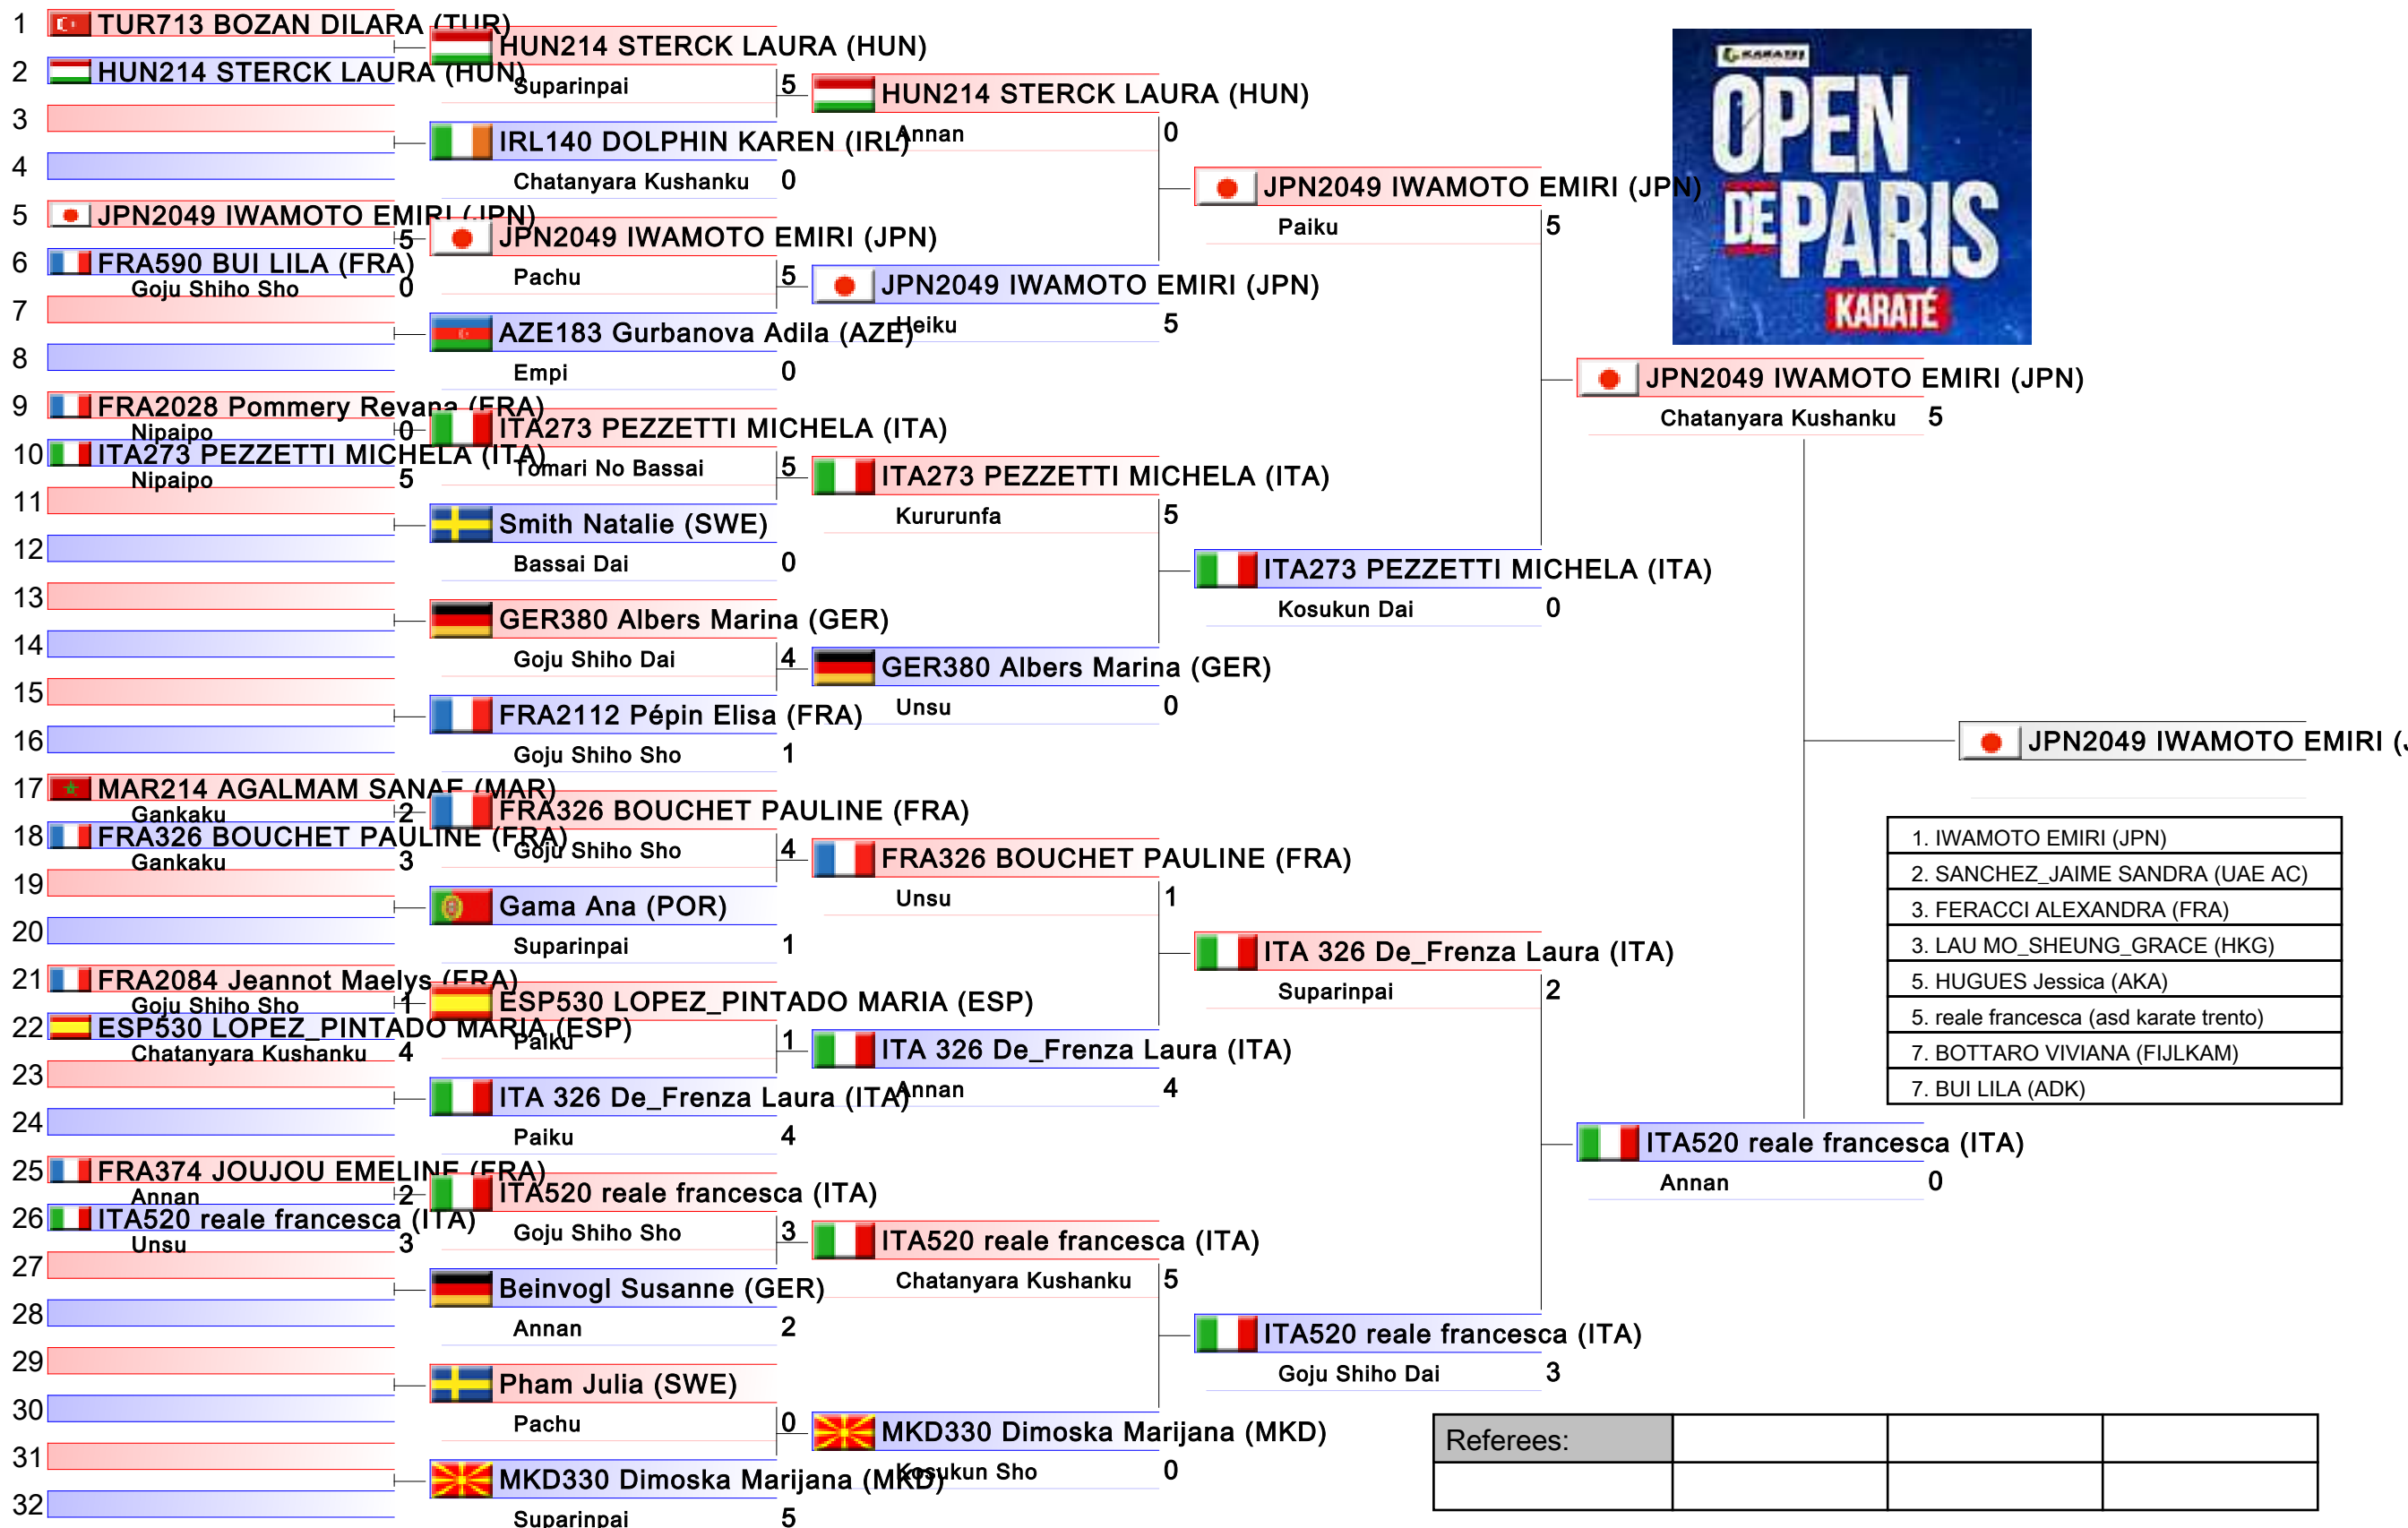 1 TUR713 BOZAN DILARA (TUR)
2 HUN214 STERCK LAURA (HUN)
3
4
5 JPN2049 IWAMOTO EMIRI (JPN)
5
6 FRA590 BUI LILA (FRA)
Goju Shiho Sho 0
7
8
9 FRA2028 Pommery Revana (FRA)
Nipaipo 0
10 ITA273 PEZZETTI MICHELA (ITA)
Nipaipo 5
11
12
13
14
15
16
17 MAR214 AGALMAM SANAE (MAR)
Gankaku 2
18 FRA326 BOUCHET PAULINE (FRA)
Gankaku 3
19
20
21 FRA2084 Jeannot Maelys (FRA)
Goju Shiho Sho 1
22 ESP530 LOPEZ_PINTADO MARIA (ESP)
Chatanyara Kushanku 4
23
24
25 FRA374 JOUJOU EMELINE (FRA)
Annan 2
26 ITA520 reale francesca (ITA)
Unsu 3
27
28
29
30
31
32
HUN214 STERCK LAURA (HUN)
Suparinpai 5
IRL140 DOLPHIN KAREN (IRL)
Chatanyara Kushanku 0
JPN2049 IWAMOTO EMIRI (JPN)
Pachu 5
AZE183 Gurbanova Adila (AZE)
Empi 0
ITA273 PEZZETTI MICHELA (ITA)
Tomari No Bassai 5
Smith Natalie (SWE)
Bassai Dai 0
GER380 Albers Marina (GER)
Goju Shiho Dai 4
FRA2112 Pépin Elisa (FRA)
Goju Shiho Sho 1
FRA326 BOUCHET PAULINE (FRA)
Goju Shiho Sho 4
Gama Ana (POR)
Suparinpai 1
ESP530 LOPEZ_PINTADO MARIA (ESP)
Paiku 1
ITA 326 De_Frenza Laura (ITA)
Paiku 4
ITA520 reale francesca (ITA)
Goju Shiho Sho 3
Beinvogl Susanne (GER)
Annan 2
Pham Julia (SWE)
Pachu 0
MKD330 Dimoska Marijana (MKD)
Suparinpai 5
HUN214 STERCK LAURA (HUN)
Annan 0
JPN2049 IWAMOTO EMIRI (JPN)
Heiku 5
ITA273 PEZZETTI MICHELA (ITA)
Kururunfa 5
GER380 Albers Marina (GER)
Unsu 0
FRA326 BOUCHET PAULINE (FRA)
Unsu 1
ITA 326 De_Frenza Laura (ITA)
Annan 4
ITA520 reale francesca (ITA)
Chatanyara Kushanku 5
MKD330 Dimoska Marijana (MKD)
Kosukun Sho 0
JPN2049 IWAMOTO EMIRI (JPN)
Paiku 5
ITA273 PEZZETTI MICHELA (ITA)
Kosukun Dai 0
ITA 326 De_Frenza Laura (ITA)
Suparinpai 2
ITA520 reale francesca (ITA)
Goju Shiho Dai 3
KARATE1
OPEN
DE PARIS
KARATÉ
JPN2049 IWAMOTO EMIRI (JPN)
Chatanyara Kushanku 5
ITA520 reale francesca (ITA)
Annan 0
JPN2049 IWAMOTO EMIRI (J
1. IWAMOTO EMIRI (JPN)
2. SANCHEZ_JAIME SANDRA (UAE AC)
3. FERACCI ALEXANDRA (FRA)
3. LAU MO_SHEUNG_GRACE (HKG)
5. HUGUES Jessica (AKA)
5. reale francesca (asd karate trento)
7. BOTTARO VIVIANA (FIJLKAM)
7. BUI LILA (ADK)
Referees: